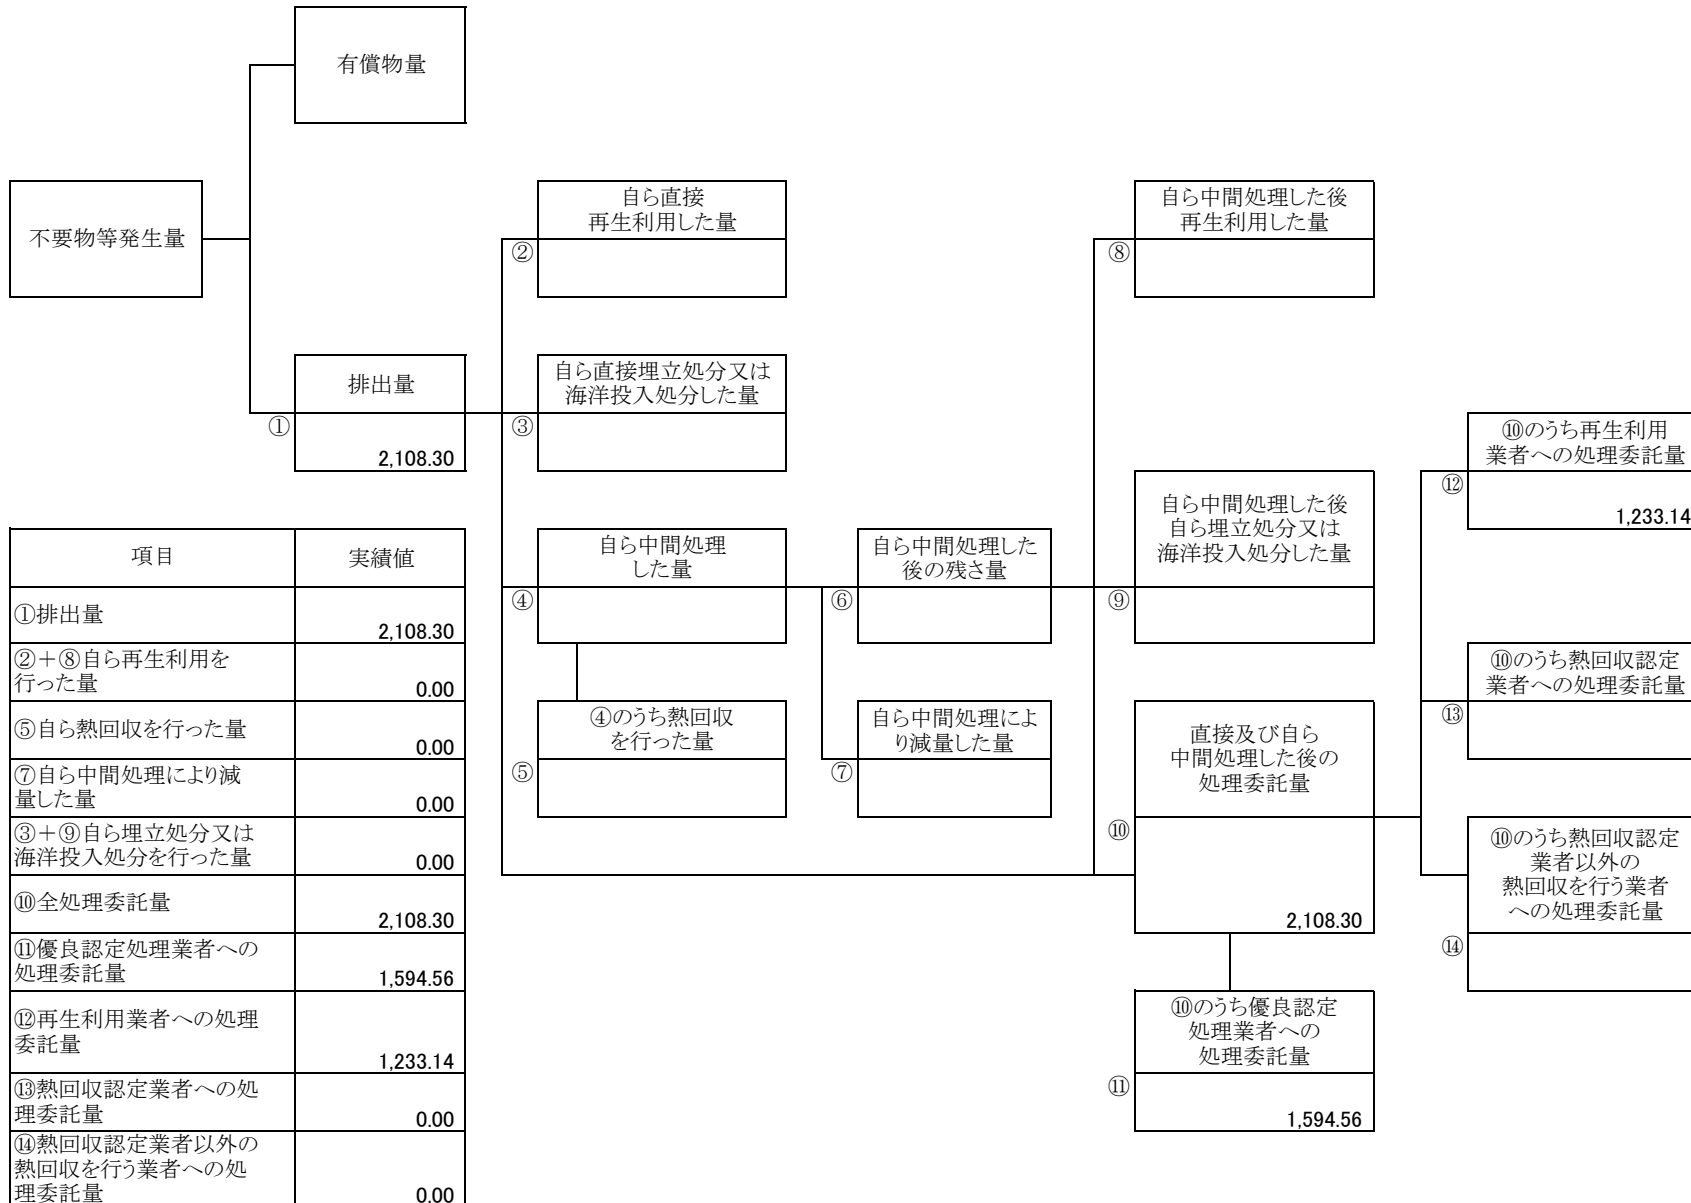 有償物量
不要物等発生量
自ら直接
再生利用した量
②
自ら中間処理した後
再生利用した量
⑧
排出量
①
2,108.30
自ら直接埋立処分又は
海洋投入処分した量
③
⑩のうち再生利用
業者への処理委託量
⑫
1,233.14
自ら中間処理
した量
④
自ら中間処理した
後の残さ量
⑥
自ら中間処理した後
自ら埋立処分又は
海洋投入処分した量
⑨
④のうち熱回収
を行った量
⑤
自ら中間処理によ
り減量した量
⑦
直接及び自ら
中間処理した後の
処理委託量
⑩
2,108.30
⑩のうち熱回収認定
業者への処理委託量
⑬
⑩のうち熱回収認定
業者以外の
熱回収を行う業者
への処理委託量
⑭
⑩のうち優良認定
処理業者への
処理委託量
⑪
1,594.56
項目
実績値
①排出量
2,108.30
②+⑧自ら再生利用を
行った量
0.00
⑤自ら熱回収を行った量
0.00
⑦自ら中間処理により減
量した量
0.00
③+⑨自ら埋立処分又は
海洋投入処分を行った量
0.00
⑩全処理委託量
2,108.30
⑪優良認定処理業者への
処理委託量
1,594.56
⑫再生利用業者への処理
委託量
1,233.14
⑬熱回収認定業者への処
理委託量
0.00
⑭熱回収認定業者以外の
熱回収を行う業者への処
理委託量
0.00